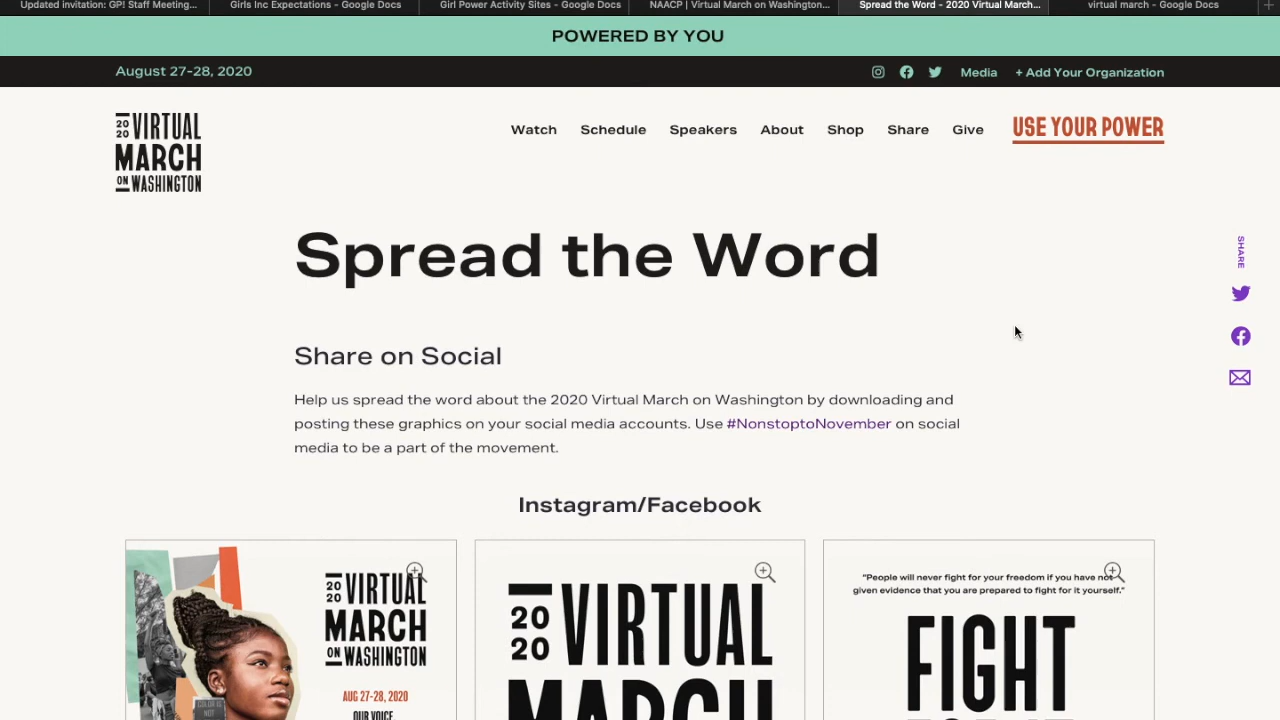 Updated invitation: GP! Staff Meeting...
Girls Inc Expectations - Google Docs
Girl Power Activity Sites - Google Docs
NAACP | Virtual March on Washington...
Spread the Word - 2020 Virtual March...
virtual march - Google Docs
POWERED BY YOU
August 27-28, 2020
Media
+ Add Your Organization
2020 VIRTUAL
MARCH
ON WASHINGTON
Watch
Schedule
Speakers
About
Shop
Share
Give
USE YOUR POWER
Spread the Word
SHARE
Share on Social
Help us spread the word about the 2020 Virtual March on Washington by downloading and
posting these graphics on your social media accounts. Use #NonstoptoNovember on social
media to be a part of the movement.
Instagram/Facebook
2020 VIRTUAL
MARCH
ON WASHINGTON
AUG 27-28, 2020
OUR VOICE
COLOR IS
NOT
2020 VIRTUAL
MARCH
"People will never fight for your freedom if you have not
given evidence that you are prepared to fight for it yourself."
FIGHT